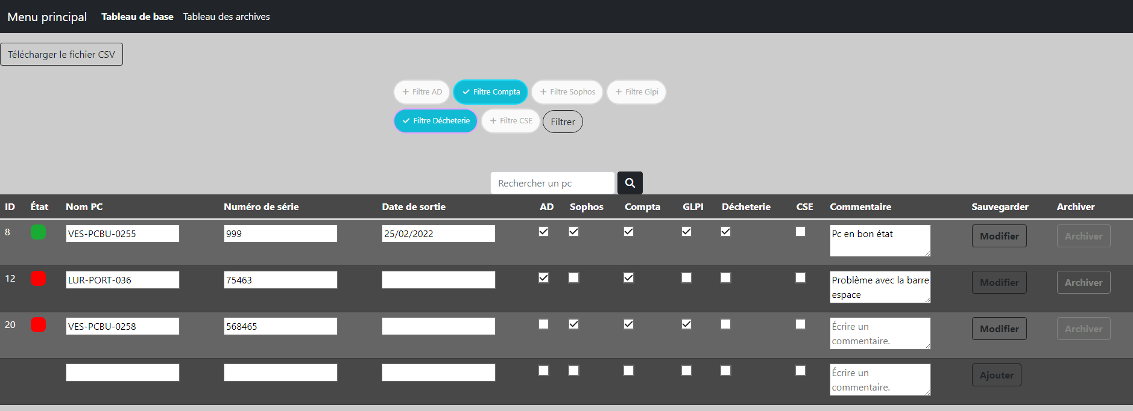 Menu principal Tableau de base Tableau des archives
Télécharger le fichier CSV
+ Filtre AD ✓ Filtre Compta + Filtre Sophos + Filtre Glpi
✓ Filtre Décheterie + Filtre CSE Filtrer
Rechercher un pc
ID État Nom PC Numéro de série Date de sortie AD Sophos Compta GLPI Décheterie CSE Commentaire Sauvegarder Archiver
8 VES-PCBU-0255 999 25/02/2022 Pc en bon état Modifier Archiver
12 LUR-PORT-036 75463 Problème avec la barre Modifier Archiver
espace
20 VES-PCBU-0258 568465 Écrire un Modifier Archiver
commentaire.
Écrire un Ajouter
commentaire.